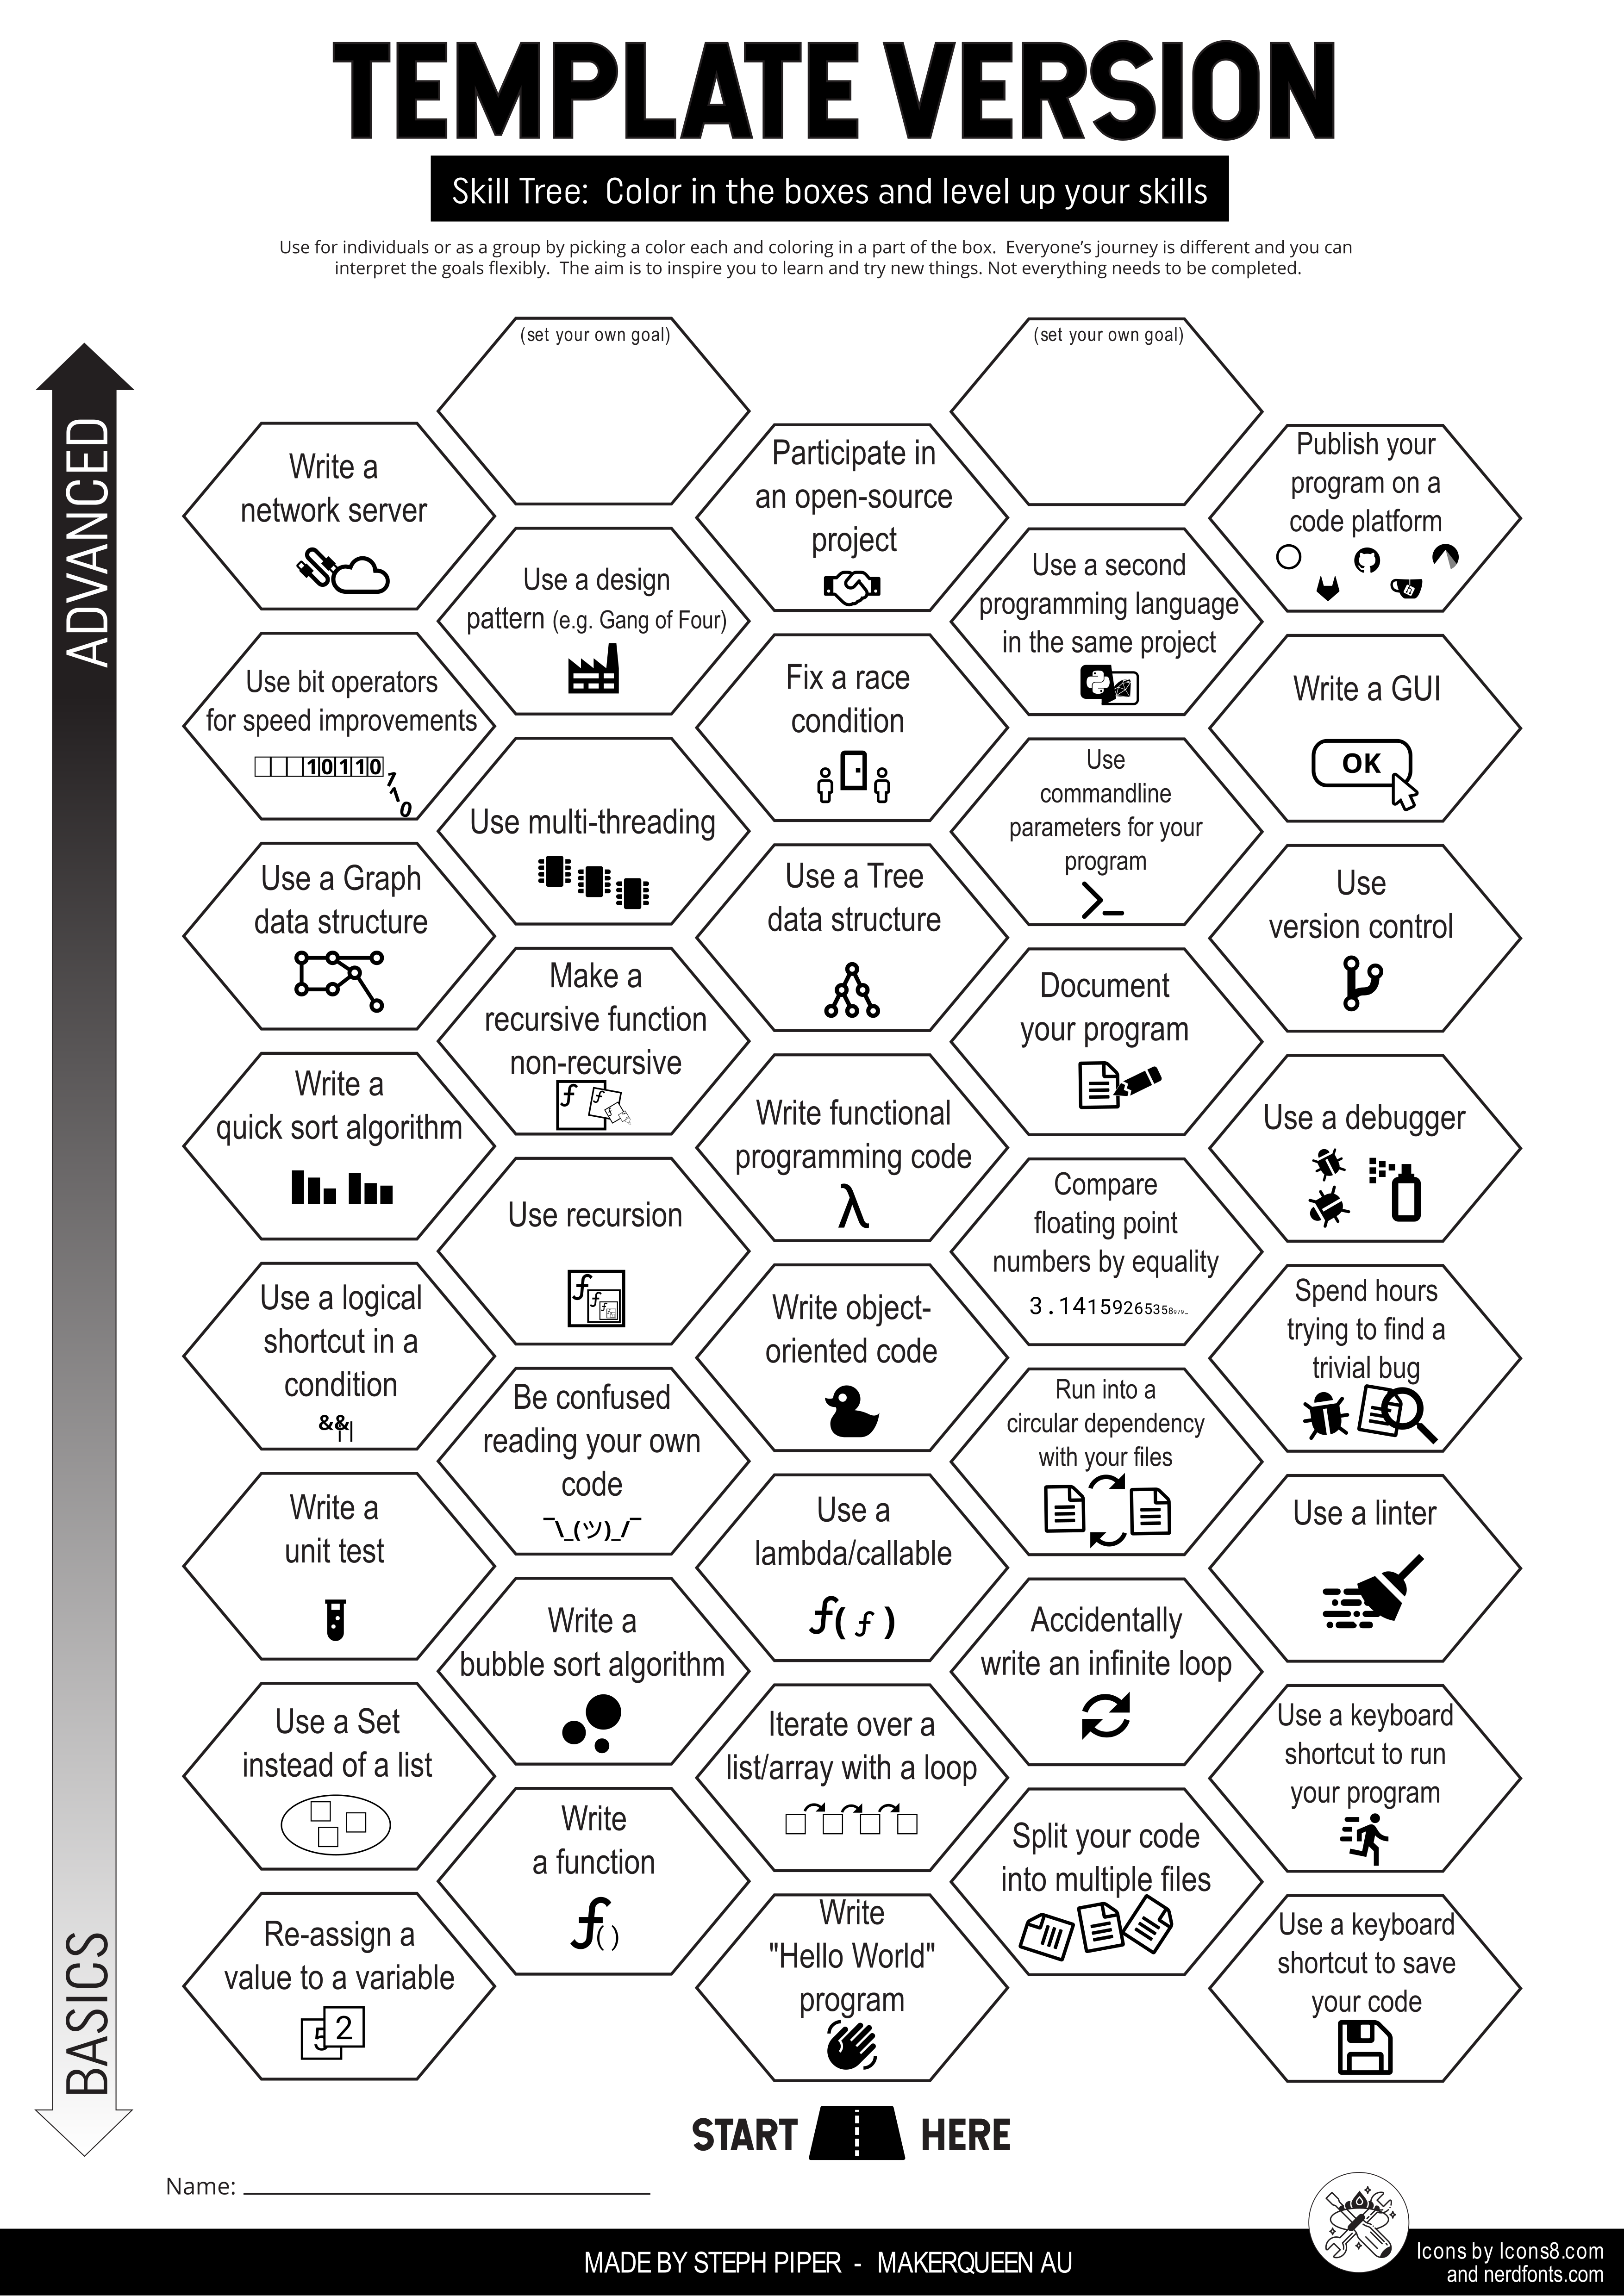 TEMPLATE VERSION
Skill Tree:  Color in the boxes and level up your skills
Use for individuals or as a group by picking a color each and coloring in a part of the box.  Everyone's journey is different and you can
interpret the goals flexibly.  The aim is to inspire you to learn and try new things. Not everything needs to be completed.
ADVANCED
BASICS
(set your own goal)
(set your own goal)
Write a
network server
Participate in
an open-source
project
Publish your
program on a
code platform
Use a design
pattern (e.g. Gang of Four)
Use a second
programming language
in the same project
Use bit operators
for speed improvements
10110
1
1
0
Fix a race
condition
Write a GUI
OK
Use multi-threading
Use
commandline
parameters for your
program
>_
Use a Graph
data structure
Use a Tree
data structure
Use
version control
Make a
recursive function
non-recursive
f
f
Document
your program
Write a
quick sort algorithm
Write functional
programming code
λ
Use a debugger
Use recursion
f
f
f
Compare
floating point
numbers by equality
3.14159265358979...
Use a logical
shortcut in a
condition
&&||
Write object-
oriented code
Spend hours
trying to find a
trivial bug
Be confused
reading your own
code
¯\_(ツ)_/¯
Run into a
circular dependency
with your files
Write a
unit test
Use a
lambda/callable
f( f )
Use a linter
Write a
bubble sort algorithm
Accidentally
write an infinite loop
Use a Set
instead of a list
Iterate over a
list/array with a loop
Use a keyboard
shortcut to run
your program
Write
a function
f()
Split your code
into multiple files
Re-assign a
value to a variable
5 2
Write
"Hello World"
program
Use a keyboard
shortcut to save
your code
START HERE
Name:
MADE BY STEPH PIPER  -  MAKERQUEEN AU
Icons by Icons8.com
and nerdfonts.com